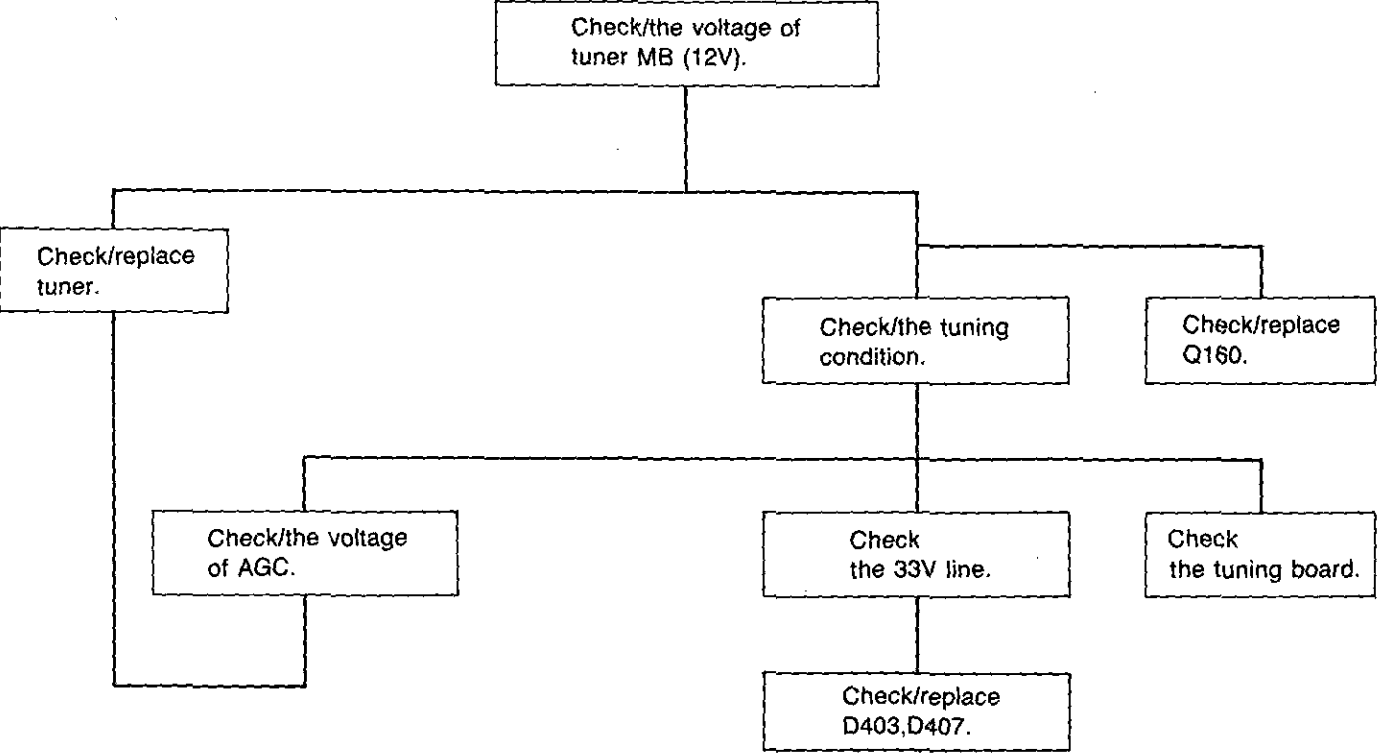 Check/the voltage of
tuner MB (12V).
Check/replace
tuner.
Check/the tuning
condition.
Check/replace
Q160.
Check/the voltage
of AGC.
Check
the 33V line.
Check
the tuning board.
Check/replace
D403,D407.